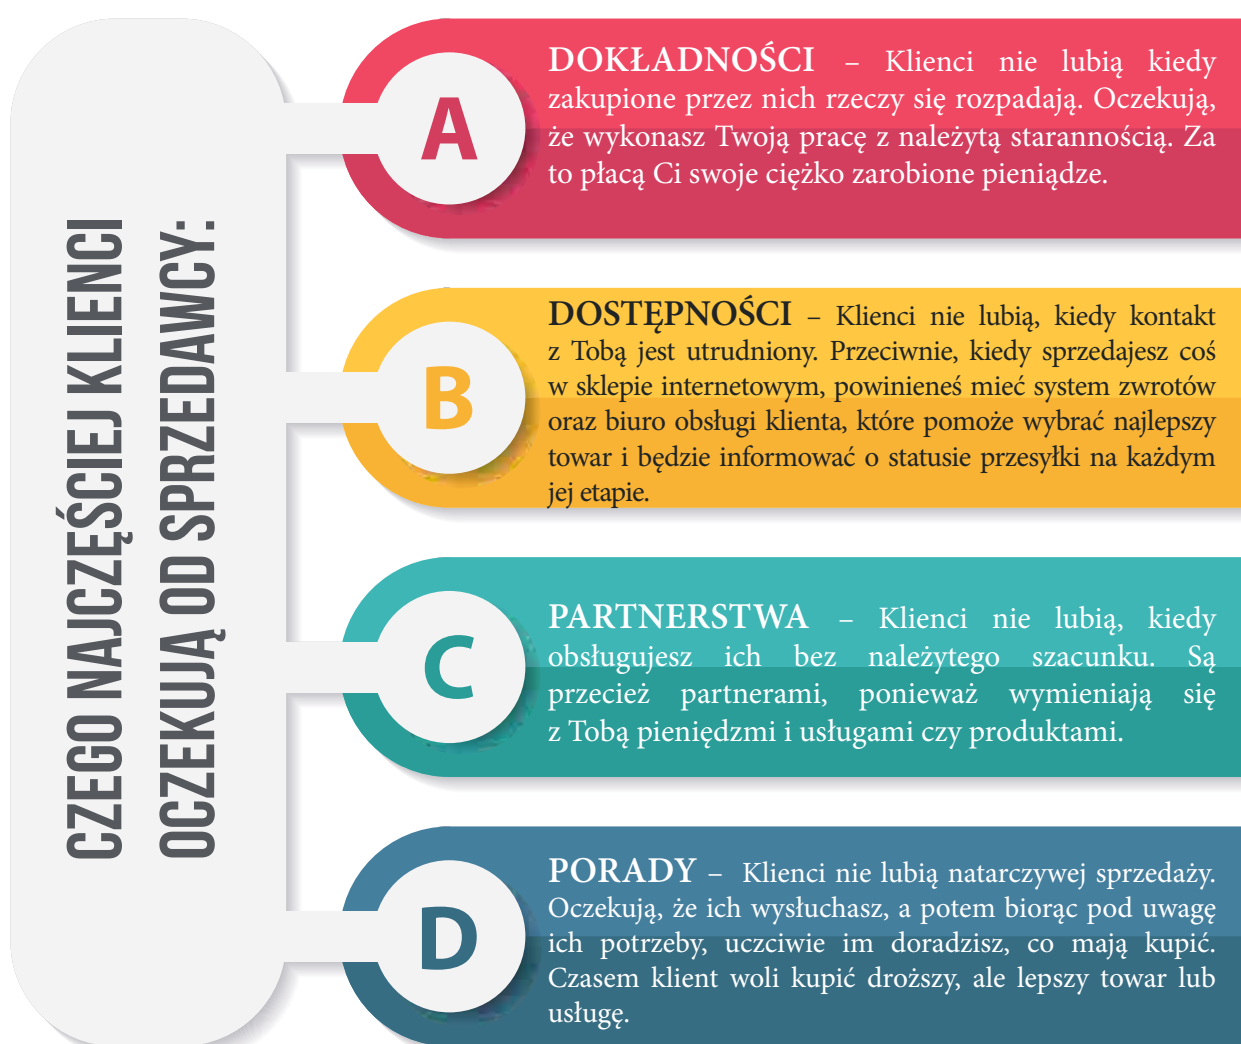 CZEGO NAJCZĘŚCIEJ KLIENCI
OCZEKUJĄ OD SPRZEDAWCY:
A
DOKŁADNOŚCI – Klienci nie lubią kiedy
zakupione przez nich rzeczy się rozpadają. Oczekują,
że wykonasz Twoją pracę z należytą starannością. Za
to płacą Ci swoje ciężko zarobione pieniądze.
B
DOSTĘPNOŚCI – Klienci nie lubią, kiedy kontakt
z Tobą jest utrudniony. Przeciwnie, kiedy sprzedajesz coś
w sklepie internetowym, powinieneś mieć system zwrotów
oraz biuro obsługi klienta, które pomoże wybrać najlepszy
towar i będzie informować o statusie przesyłki na każdym
jej etapie.
C
PARTNERSTWA – Klienci nie lubią, kiedy
obsługujesz ich bez należytego szacunku. Są
przecież partnerami, ponieważ wymieniają się
z Tobą pieniędzmi i usługami czy produktami.
D
PORADY – Klienci nie lubią natarczywej sprzedaży.
Oczekują, że ich wysłuchasz, a potem biorąc pod uwagę
ich potrzeby, uczciwie im doradzisz, co mają kupić.
Czasem klient woli kupić droższy, ale lepszy towar lub
usługę.